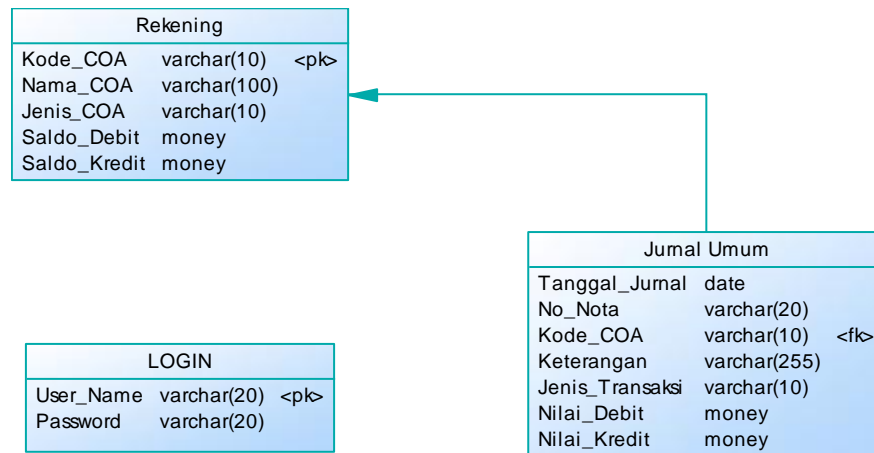 Rekening
Kode_COA varchar(10) <pk>
Nama_COA varchar(100)
Jenis_COA varchar(10)
Saldo_Debit money
Saldo_Kredit money
Jurnal Umum
Tanggal_Jurnal date
No_Nota varchar(20)
Kode_COA varchar(10) <fk>
Keterangan varchar(255)
Jenis_Transaksi varchar(10)
Nilai_Debit money
Nilai_Kredit money
LOGIN
User_Name varchar(20) <pk>
Password varchar(20)